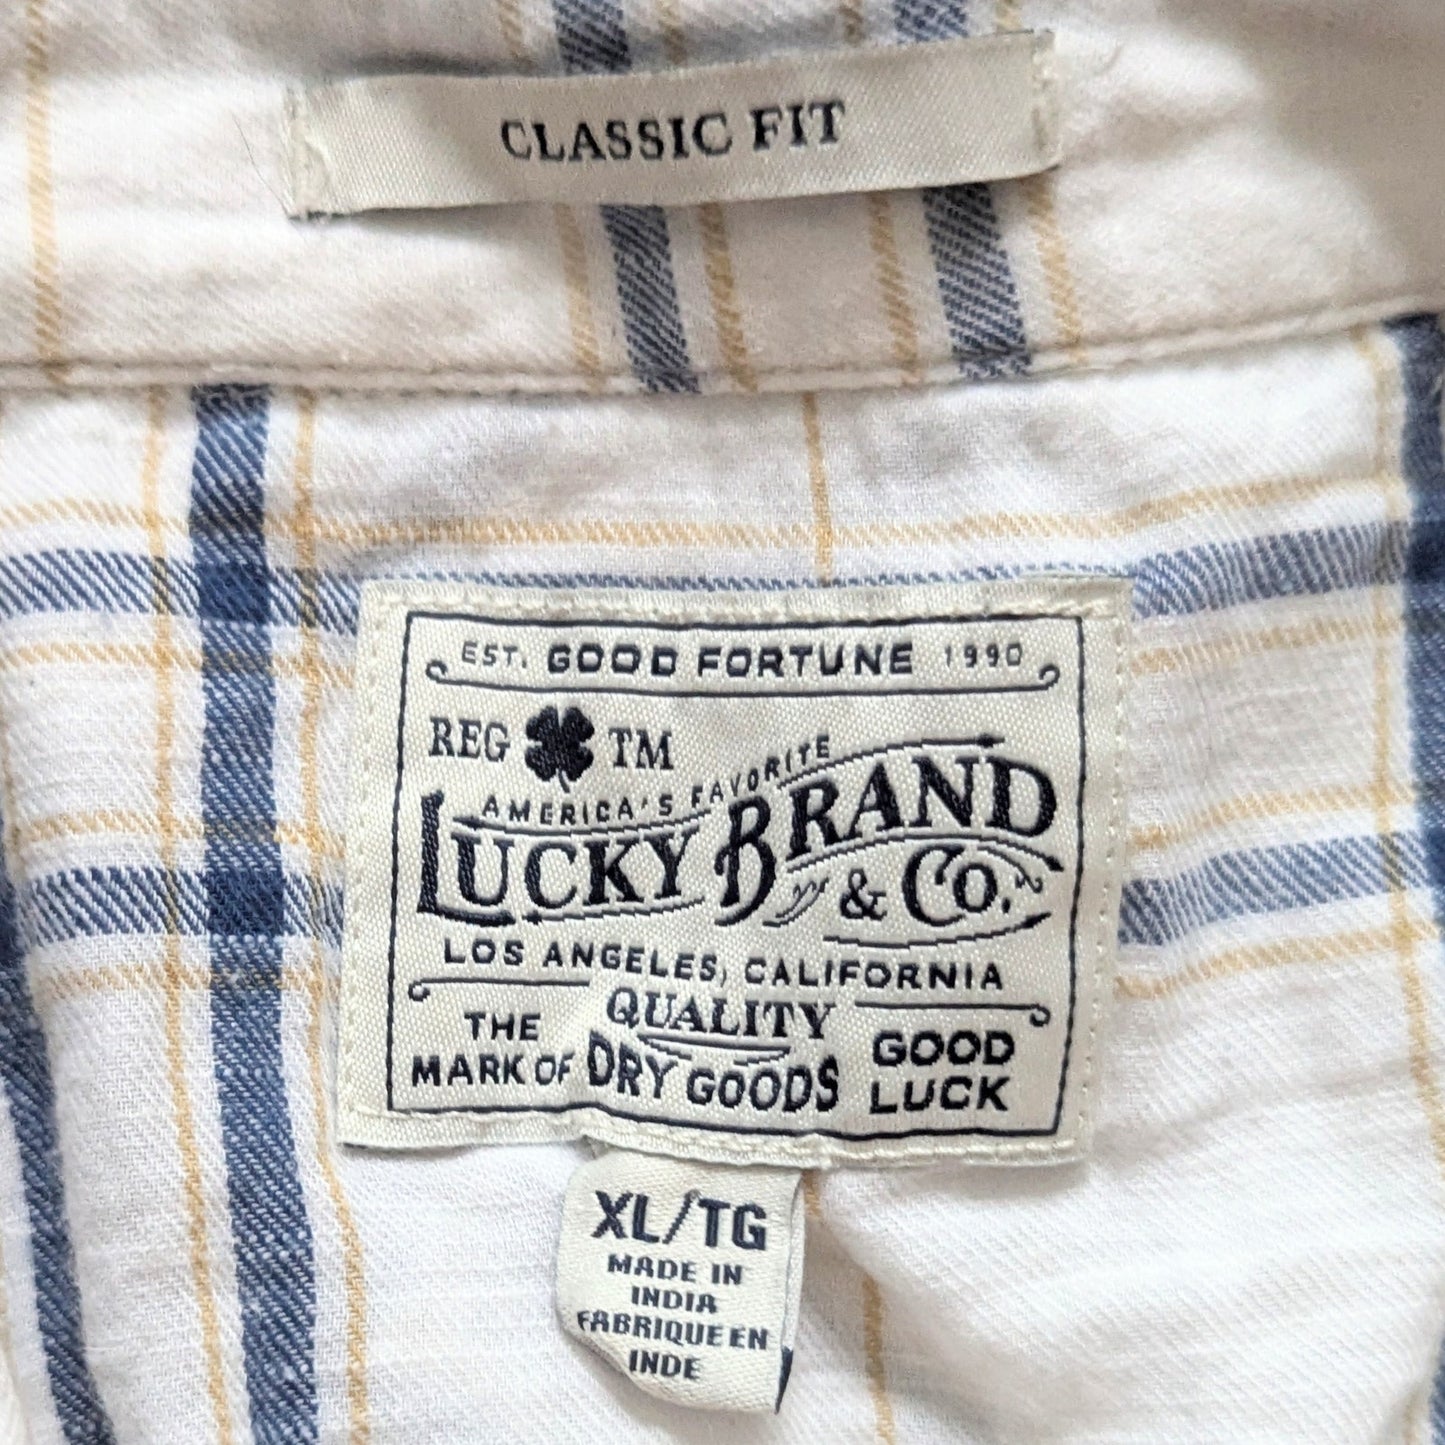 CLASSIC FIT
EST. GOOD FORTUNE 1990
REG TM
AMERICA'S FAVORITE
LUCKY BRAND
& CO.
LOS ANGELES, CALIFORNIA
THE MARK OF
QUALITY
DRY GOODS
GOOD LUCK
XL/TG
MADE IN
INDIA
FABRIQUE EN
INDE